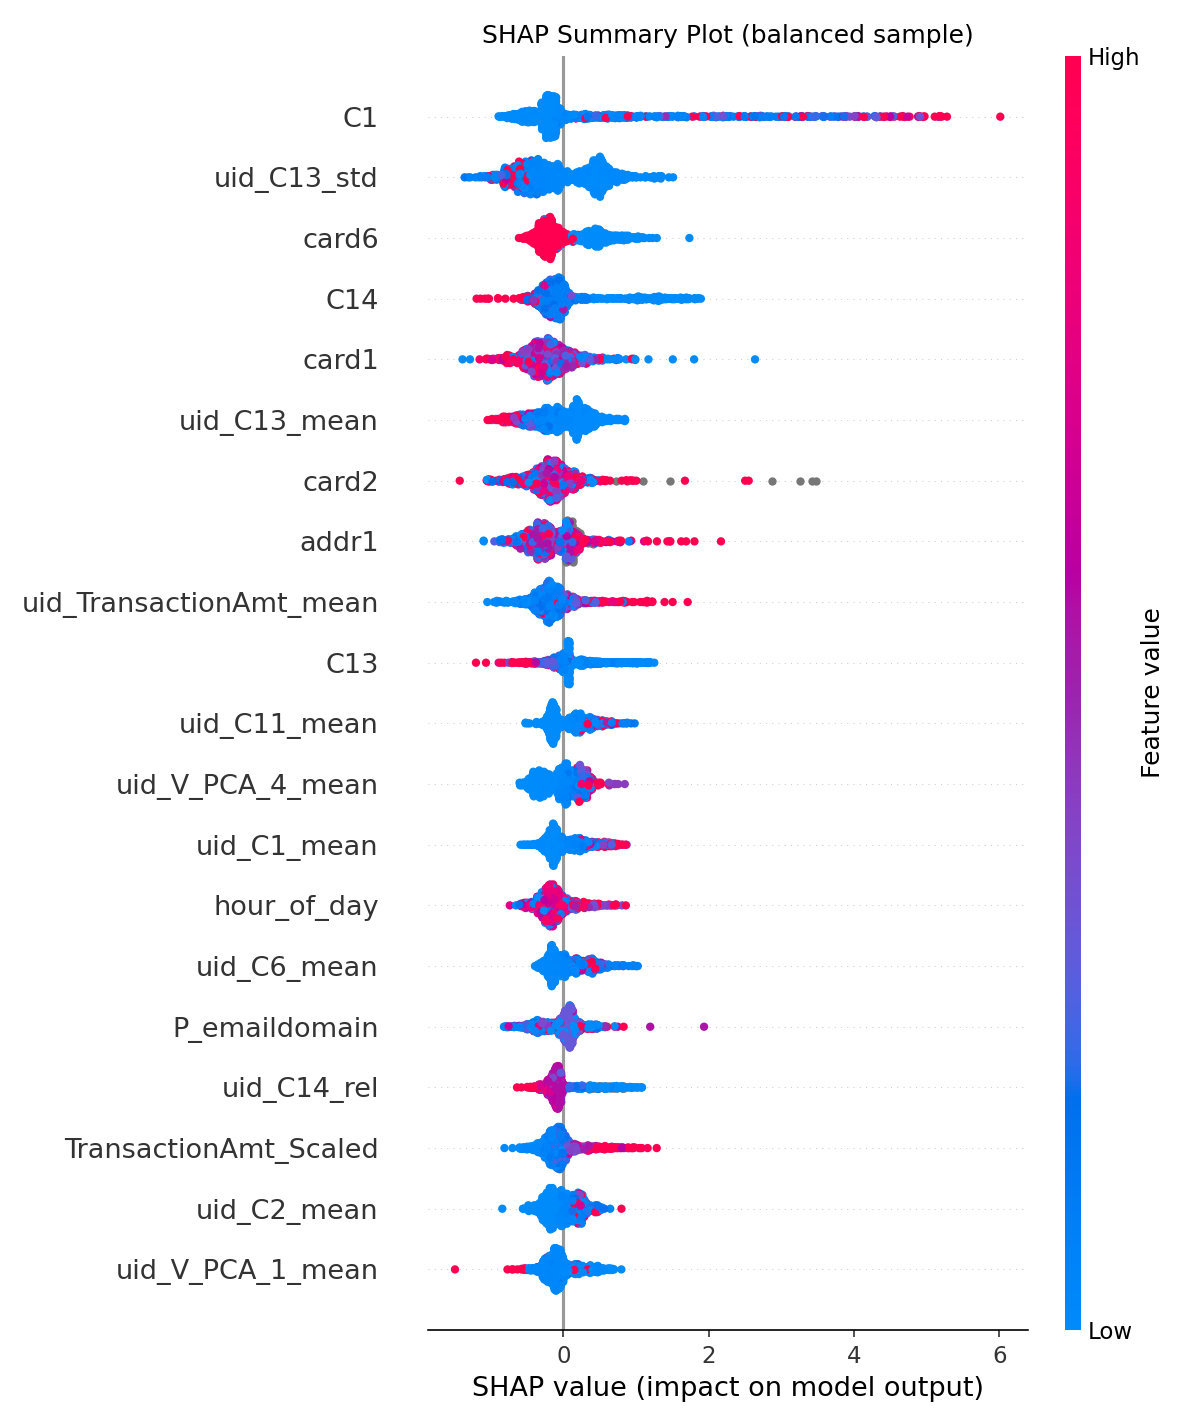 SHAP Summary Plot (balanced sample)
High
C1
uid_C13_std
card6
C14
card1
uid_C13_mean
card2
addr1
uid_TransactionAmt_mean
C13
uid_C11_mean
uid_V_PCA_4_mean
uid_C1_mean
hour_of_day
uid_C6_mean
P_emaildomain
uid_C14_rel
TransactionAmt_Scaled
uid_C2_mean
uid_V_PCA_1_mean
Feature value
Low
0 2 4 6
SHAP value (impact on model output)